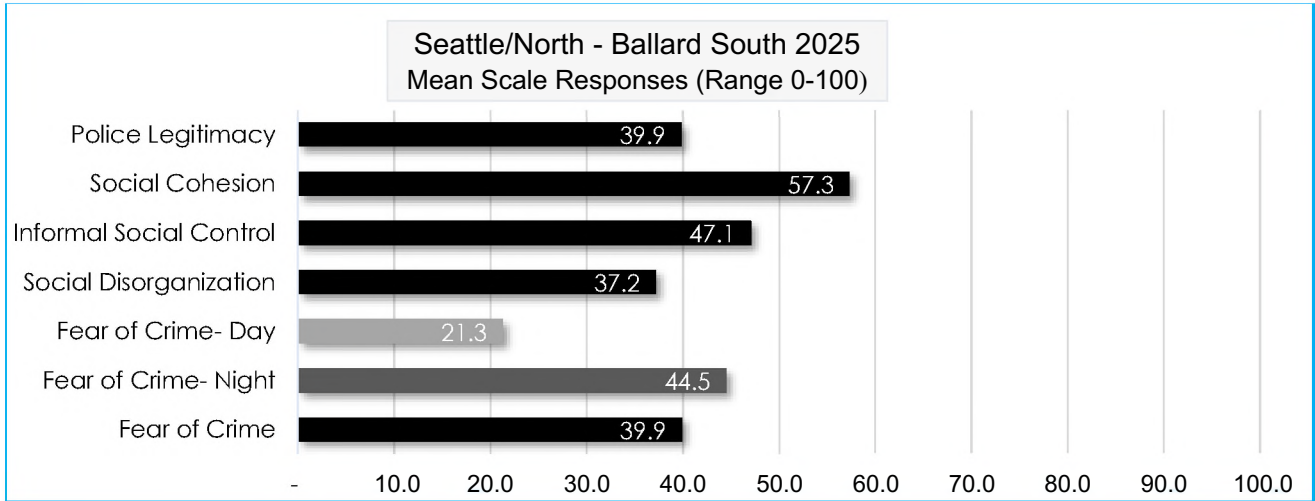 Seattle/North - Ballard South 2025
Mean Scale Responses (Range 0-100)
Police Legitimacy 39.9
Social Cohesion 57.3
Informal Social Control 47.1
Social Disorganization 37.2
Fear of Crime- Day 21.3
Fear of Crime- Night 44.5
Fear of Crime 39.9
- 10.0 20.0 30.0 40.0 50.0 60.0 70.0 80.0 90.0 100.0